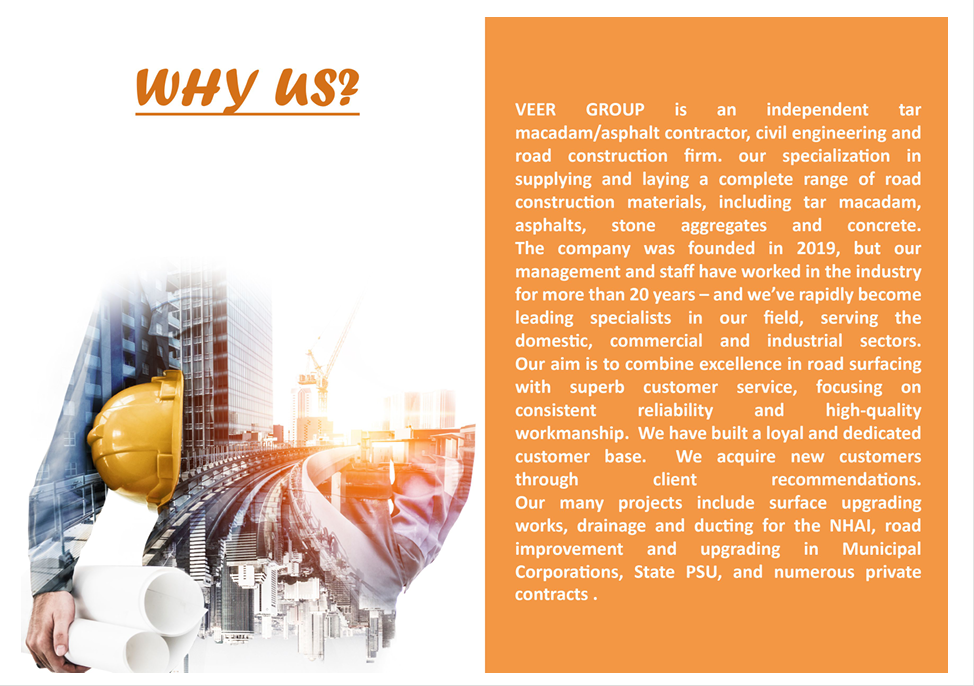 WHY US?
VEER GROUP is an independent tar
macadam/asphalt contractor, civil engineering and
road construction firm. our specialization in
supplying and laying a complete range of road
construction materials, including tar macadam,
asphalts, stone aggregates and concrete.
The company was founded in 2019, but our
management and staff have worked in the industry
for more than 20 years – and we’ve rapidly become
leading specialists in our field, serving the
domestic, commercial and industrial sectors.
Our aim is to combine excellence in road surfacing
with superb customer service, focusing on
consistent reliability and high-quality
workmanship. We have built a loyal and dedicated
customer base. We acquire new customers
through client recommendations.
Our many projects include surface upgrading
works, drainage and ducting for the NHAI, road
improvement and upgrading in Municipal
Corporations, State PSU, and numerous private
contracts .